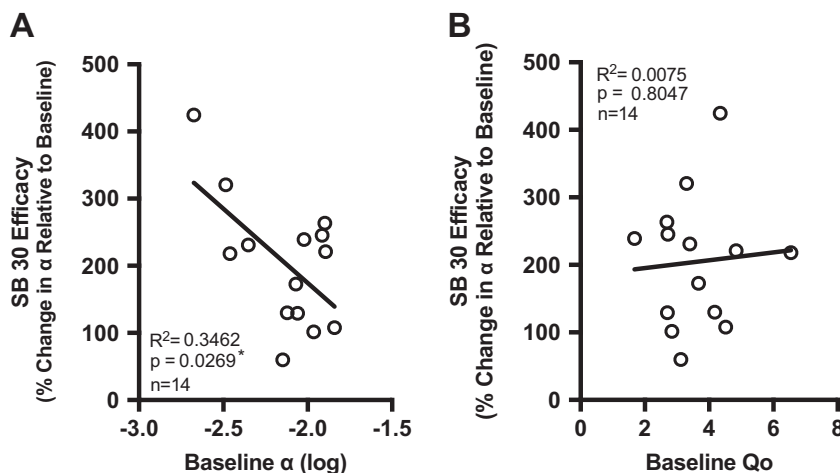 A
SB 30 Efficacy
(% Change in α Relative to Baseline)
500
400
300
200
100
0
R²= 0.3462
p = 0.0269*
n=14
-3.0 -2.5 -2.0 -1.5
Baseline α (log)
B
SB 30 Efficacy
(% Change in α Relative to Baseline)
500
400
300
200
100
0
R²= 0.0075
p = 0.8047
n=14
0 2 4 6 8
Baseline Qo